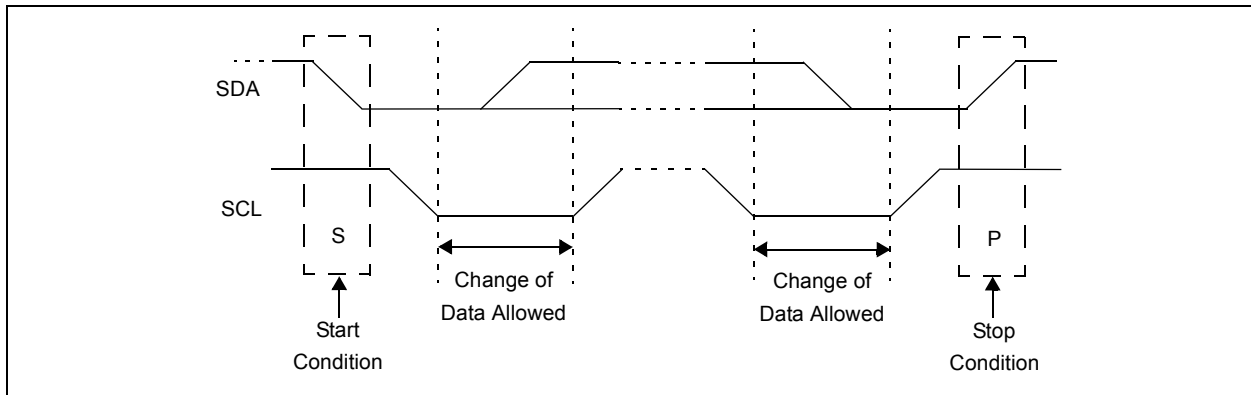 SDA
SCL
S
P
Change of
Data Allowed
Change of
Data Allowed
Start
Condition
Stop
Condition